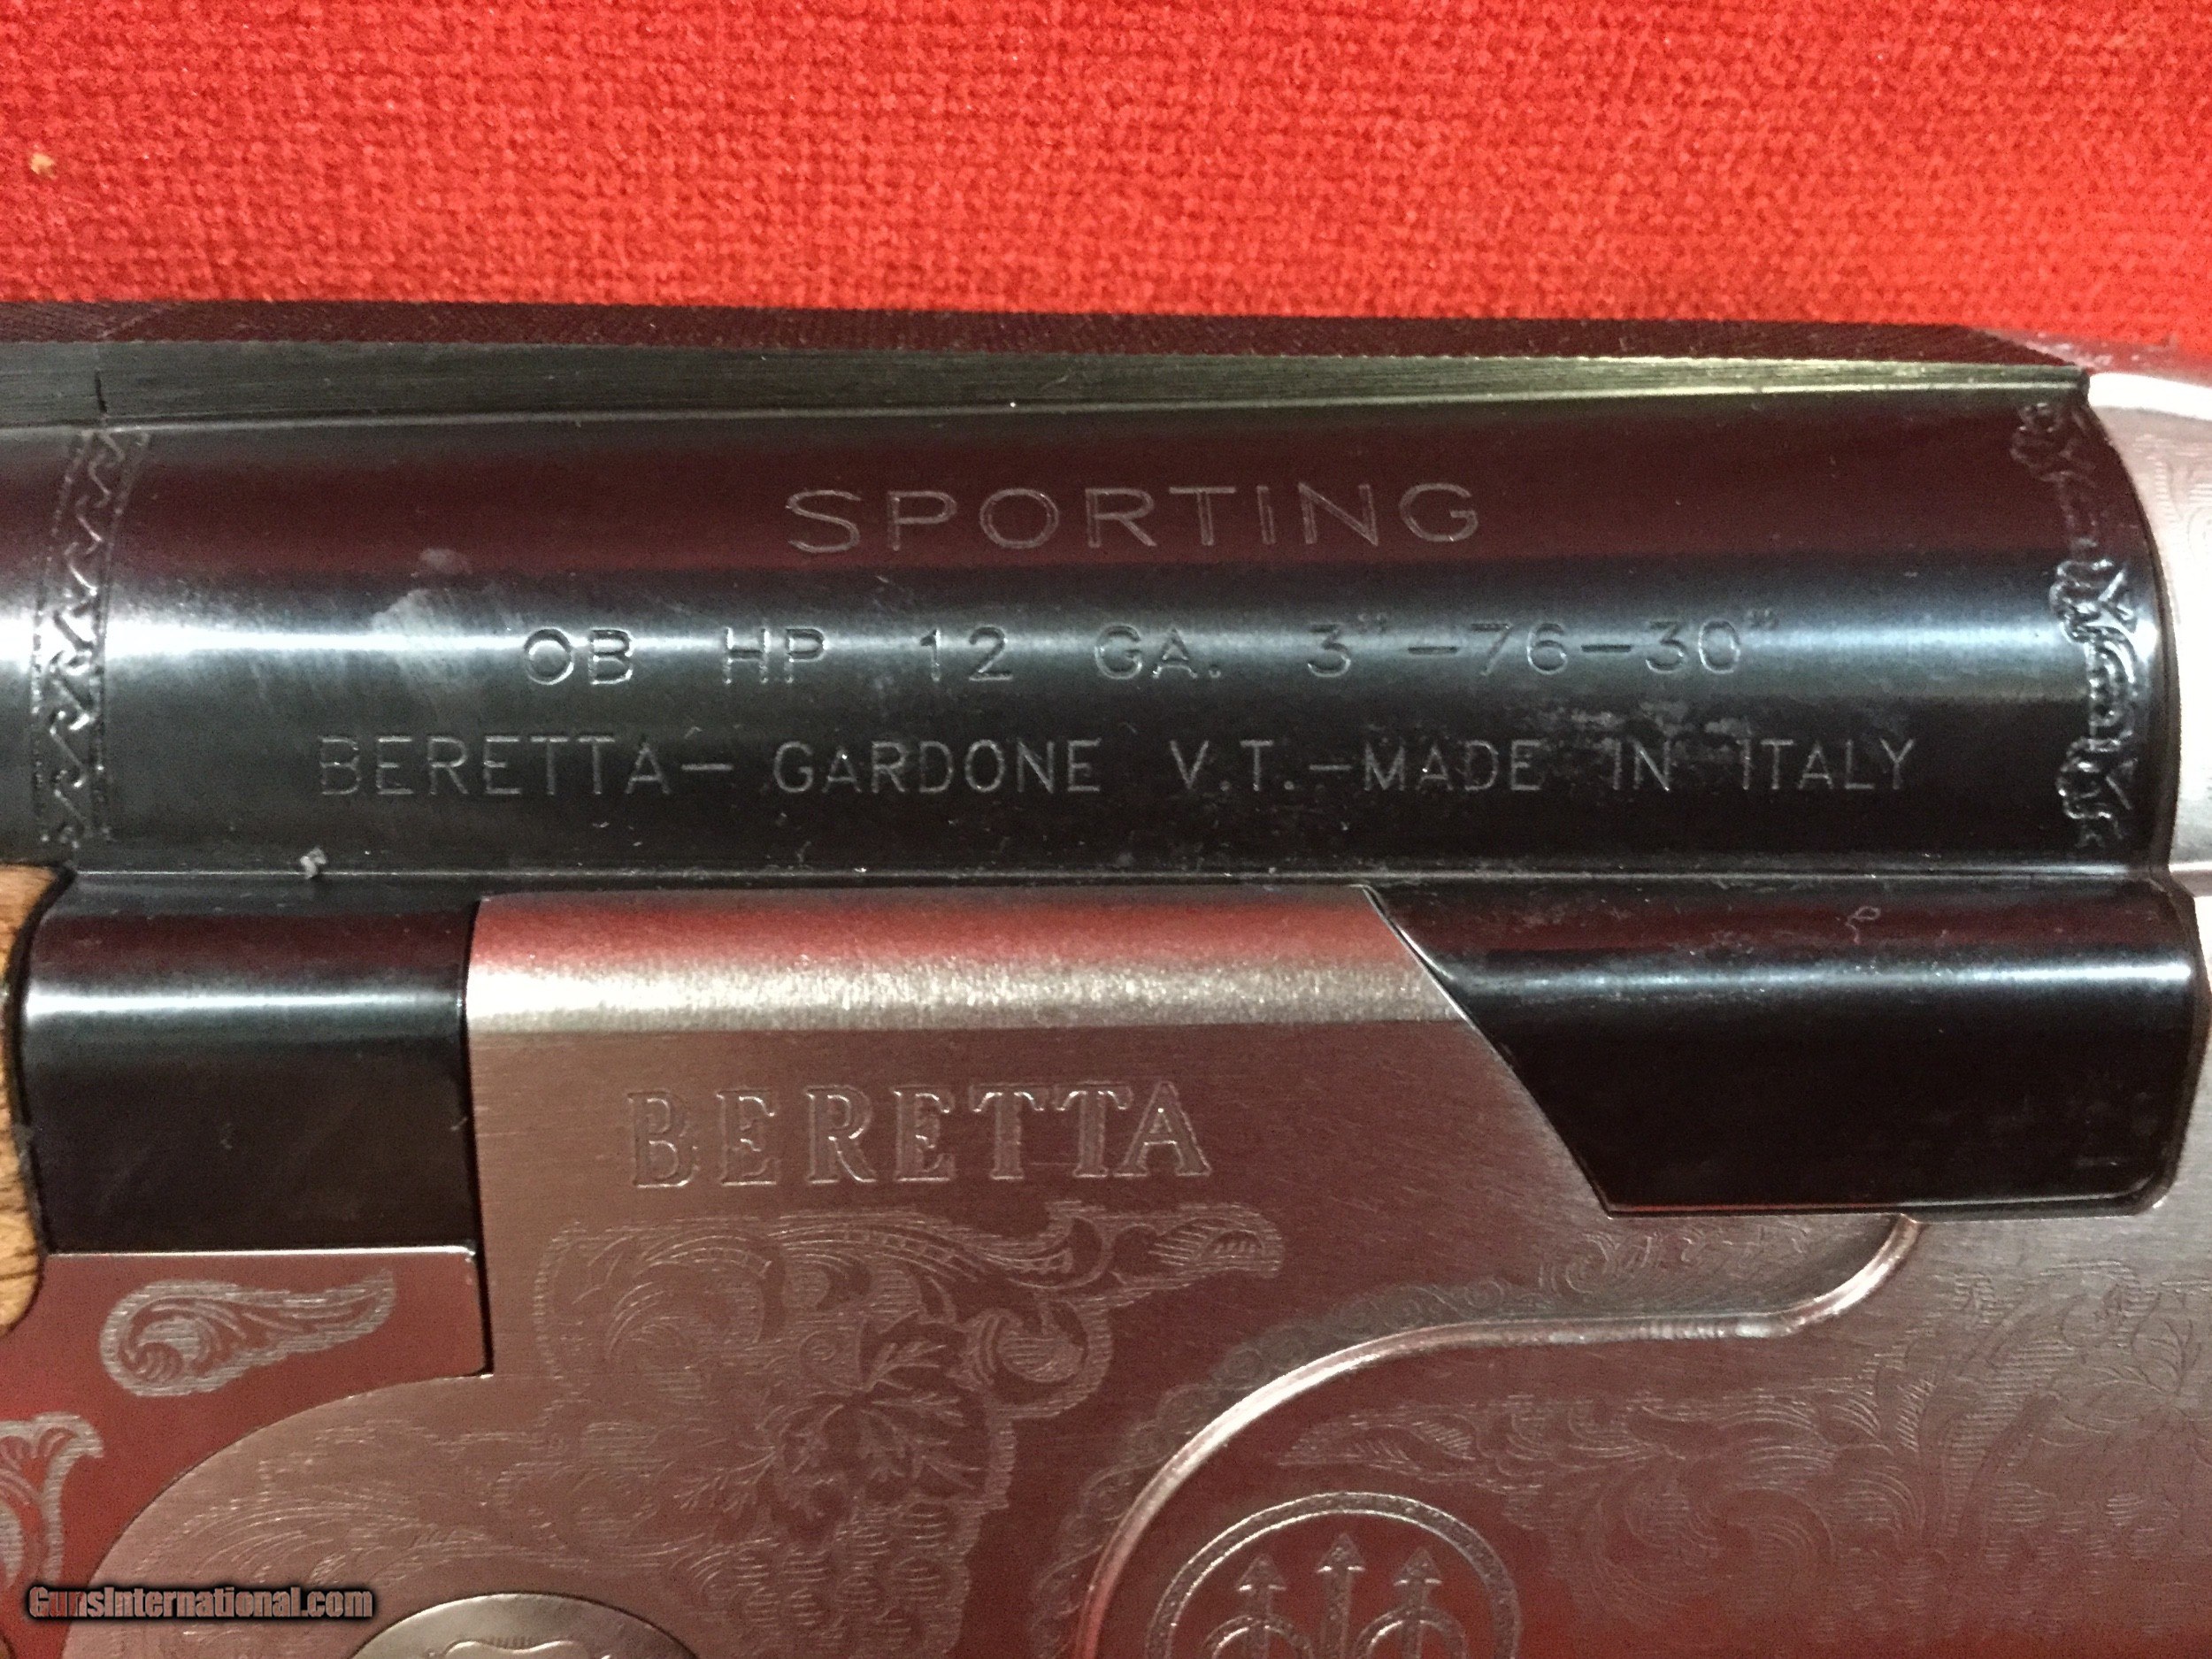 SPORTING
OB HP 12 GA. 3"-76-30"
BERETTA- GARDONE V.T.-MADE IN ITALY
BERETTA
GunsInternational.com